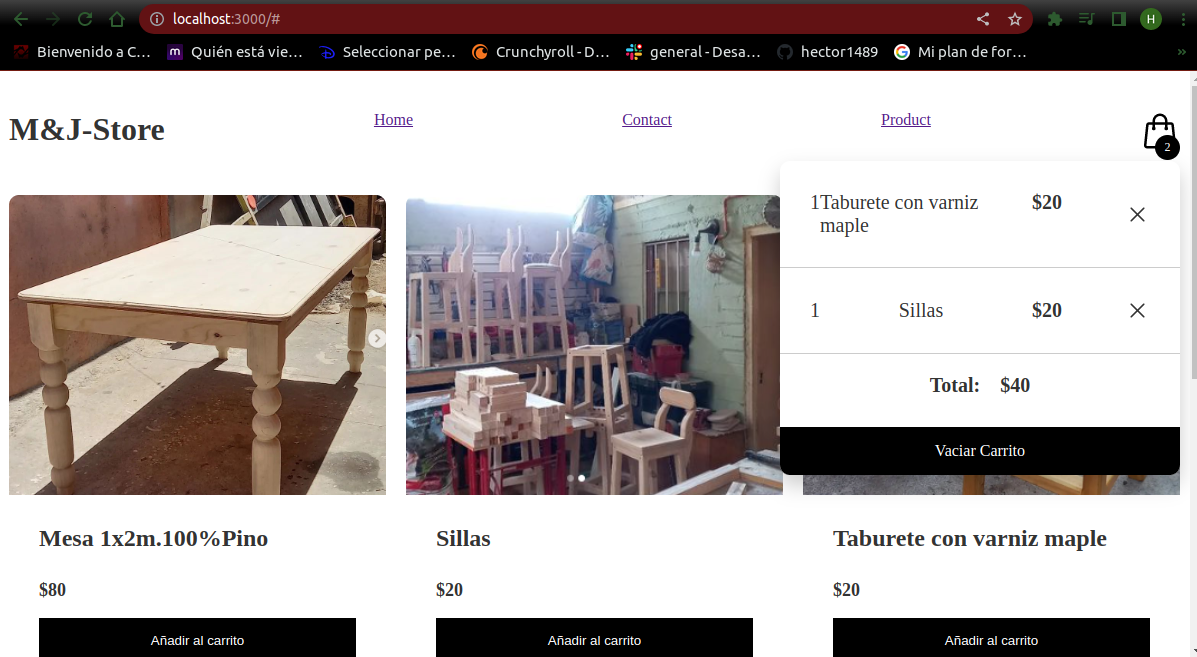 localhost:3000/#
H
Bienvenido a C...
m
Quién está vie...
Seleccionar pe...
Crunchyroll - D...
general - Desa...
hector1489
G
Mi plan de for...
»
M&J-Store
Home
Contact
Product
2
1 Taburete con varniz
maple
$20
1
Sillas
$20
Total: $40
Vaciar Carrito
Mesa 1x2m.100%Pino
Sillas
Taburete con varniz maple
$80
$20
$20
Añadir al carrito
Añadir al carrito
Añadir al carrito